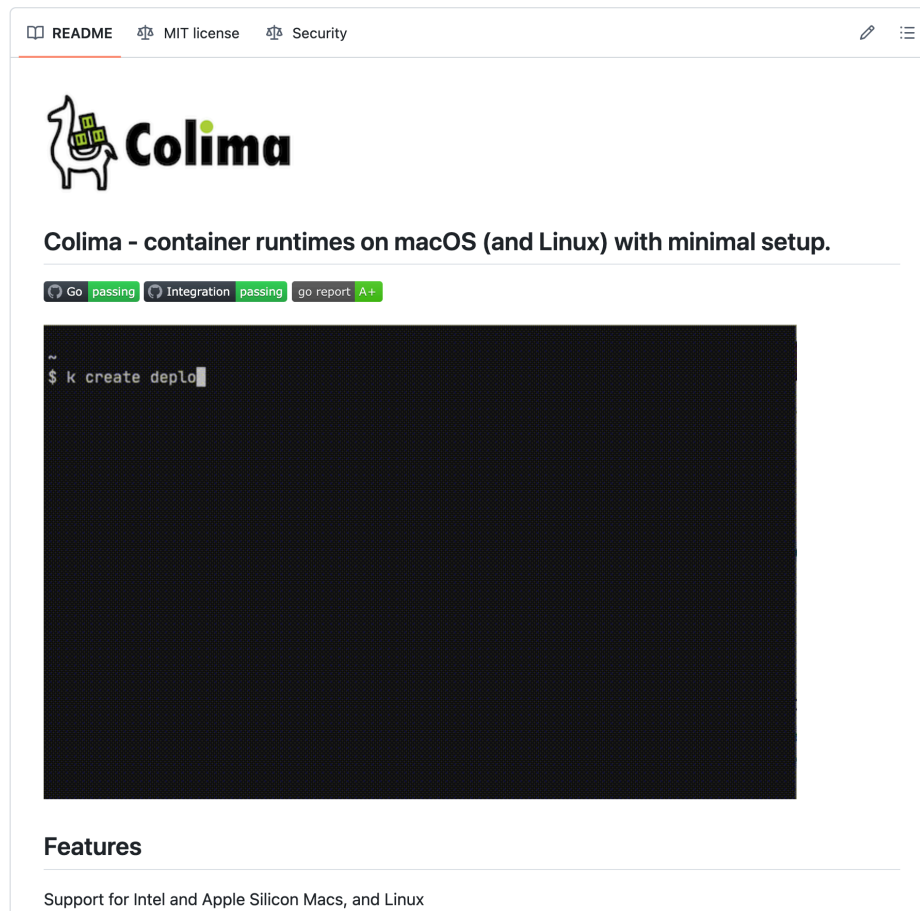 README MIT license Security
Colima
Colima - container runtimes on macOS (and Linux) with minimal setup.
Go passing Integration passing go report A+
~
$ k create deplo
Features
Support for Intel and Apple Silicon Macs, and Linux